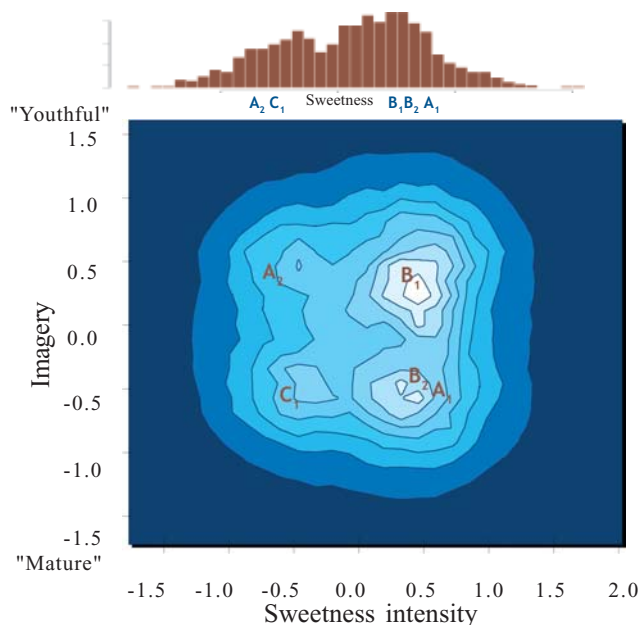 A₂ C₁ Sweetness B₁B₂ A₁
"Youthful"
1.5
1.0
0.5
0.0
-0.5
-1.0
-1.5
Imagery
A₂
B₁
C₁
B₂
A₁
"Mature"
-1.5 -1.0 -0.5 0.0 0.5 1.0 1.5 2.0
Sweetness intensity